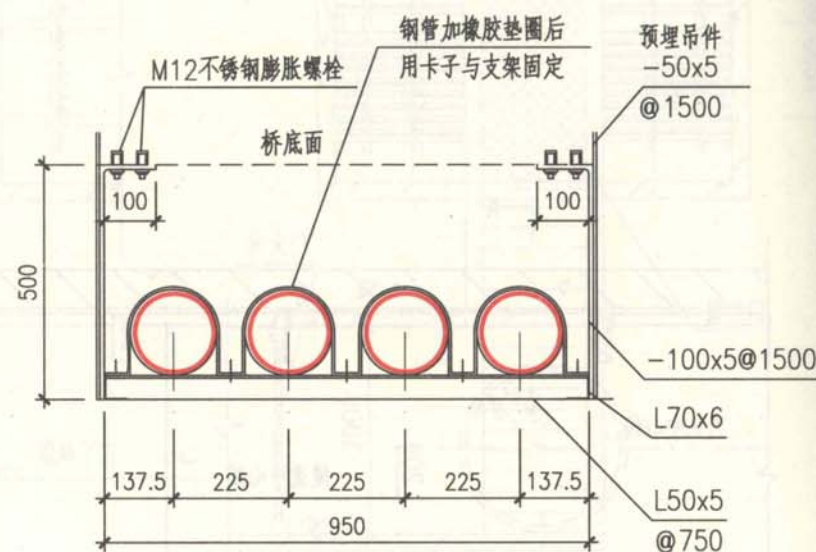 钢管加橡胶垫圈后
用卡子与支架固定
预埋吊件
-50x5
@1500
M12不锈钢膨胀螺栓
桥底面
100
100
500
-100x5@1500
L70x6
L50x5
@750
137.5
225
225
225
137.5
950